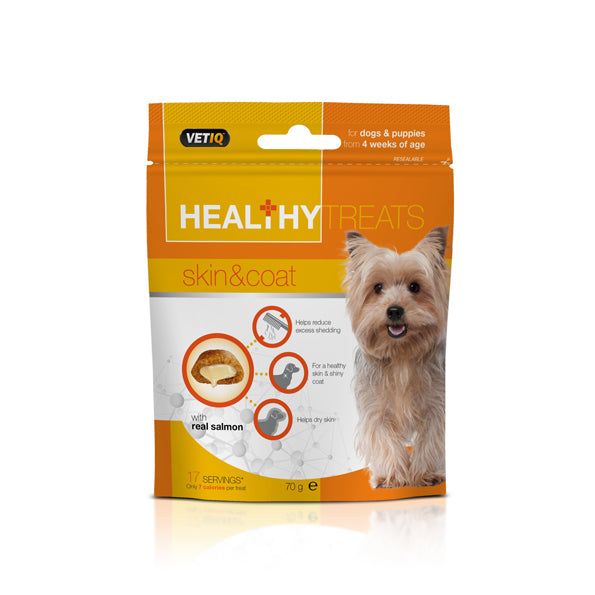 VETIQ
for dogs & puppies
from 4 weeks of age
RESEALABLE
HEALTHYTREATS
skin&coat
Helps reduce
excess shedding
For a healthy
skin & shiny
coat
Helps dry skin
with
real salmon
17 SERVINGS*
Only 7 calories per treat
70 g e